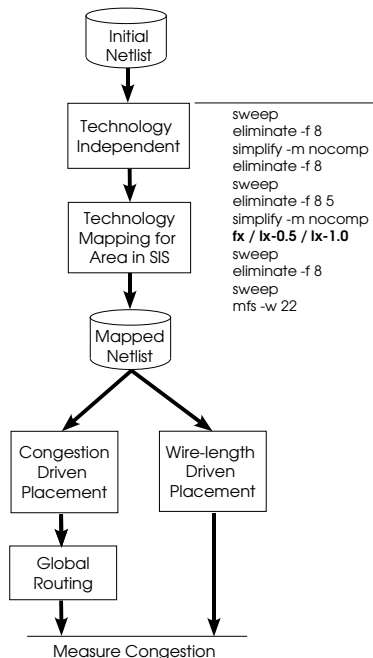 Initial
Netlist
Technology
Independent
sweep
eliminate -f 8
simplify -m nocomp
eliminate -f 8
sweep
eliminate -f 8 5
simplify -m nocomp
fx / lx-0.5 / lx-1.0
sweep
eliminate -f 8
sweep
mfs -w 22
Technology
Mapping for
Area in SIS
Mapped
Netlist
Congestion
Driven
Placement
Wire-length
Driven
Placement
Global
Routing
Measure Congestion